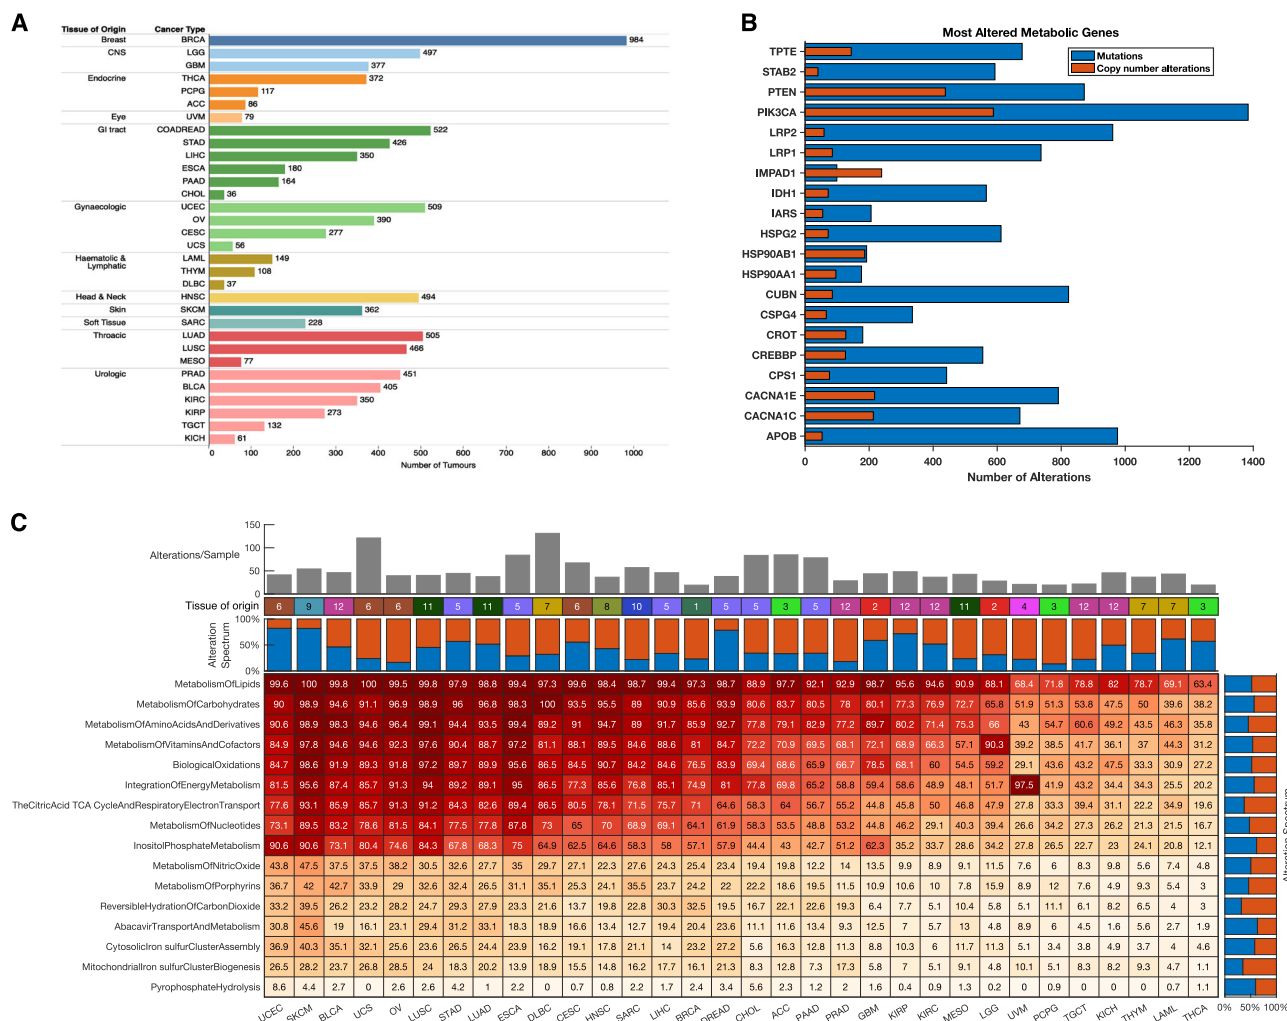 A
Tissue of Origin Cancer Type
Breast BRCA 984
CNS LGG 497
GBM 377
Endocrine THCA 372
PCPG 117
ACC 86
Eye UVM 79
GI tract COADREAD 522
STAD 426
LIHC 350
ESCA 180
PAAD 164
CHOL 36
Gynaecologic UCEC 509
OV 390
CESC 277
UCS 56
Haematolic & Lymphatic LAML 149
THYM 108
DLBC 37
Head & Neck HNSC 494
Skin SKCM 362
Soft Tissue SARC 228
Throacic LUAD 505
LUSC 466
MESO 77
Urologic PRAD 451
BLCA 405
KIRC 350
KIRP 273
TGCT 132
KICH 61
0 100 200 300 400 500 600 700 800 900 1000
Number of Tumours
B
Most Altered Metabolic Genes
Mutations
Copy number alterations
TPTE
STAB2
PTEN
PIK3CA
LRP2
LRP1
IMPAD1
IDH1
IARS
HSPG2
HSP90AB1
HSP90AA1
CUBN
CSPG4
CROT
CREBBP
CPS1
CACNA1E
CACNA1C
APOB
0 200 400 600 800 1000 1200 1400
Number of Alterations
C
150
100
50
0
Alterations/Sample
Tissue of origin 6 9 12 6 6 11 5 11 5 7 6 8 10 5 1 5 5 3 5 12 2 12 12 11 2 4 3 12 12 7 7 3
Alteration Spectrum
100%
50%
0%
MetabolismOfLipids 99.6 100 99.8 100 99.5 99.8 97.9 98.8 99.4 97.3 99.6 98.4 98.7 99.4 97.3 98.7 88.9 97.7 92.1 92.9 98.7 95.6 94.6 90.9 88.1 68.4 71.8 78.8 82 78.7 69.1 63.4
MetabolismOfCarbohydrates 90 98.9 94.3 96.4 96.9 98.9 96 96.8 98.3 100 93.5 95.5 89 90.9 85.6 93.9 80.6 83.7 80.5 78 80.1 77.3 76.9 72.7 65.8 51.9 51.3 53.8 47.5 50 39.6 38.2
MetabolismOfAminoAcidsAndDerivatives 90.6 98.9 98.3 94.6 96.4 99.1 94.4 93.5 99.4 89.2 91 94.7 89 91.7 85.9 92.7 77.8 79.1 82.9 77.2 89.7 80.2 71.4 75.3 66 43 54.7 60.6 49.2 43.5 46.3 35.8
MetabolismOfVitaminsAndCofactors 84.9 97.8 94.6 94.6 92.3 97.6 90.4 88.7 97.2 81.1 88.1 89.5 84.6 88.6 81 84.7 72.2 70.9 69.5 68.1 72.1 68.9 66.3 57.1 90.3 39.2 38.5 41.7 36.1 37 44.3 31.2
BiologicalOxidations 84.7 98.6 91.9 89.3 91.8 97.2 89.7 89.9 95.6 86.5 84.5 90.7 84.2 84.6 76.5 83.9 69.4 68.6 65.9 66.7 78.5 68.1 60 54.5 59.2 29.1 43.6 43.2 47.5 33.3 30.9 27.2
IntegrationOfEnergyMetabolism 81.5 95.6 87.4 85.7 91.3 94 89.2 89.1 95 86.5 77.3 85.6 76.8 85.1 74.9 81 77.8 69.8 56.7 58.8 59.4 56.8 58.9 48.1 51.7 97.5 41.9 43.2 34.4 34.3 25.5 20.2
TheCitricAcid TCA CycleAndRespiratoryElectronTransport 77.6 93.1 85.9 85.7 91.3 91.2 84.3 82.6 89.4 86.5 80.5 78.1 71.5 75.7 71 64.6 58.3 64 56.7 55.2 44.8 45.8 50 46.8 47.7 33.3 39.4 31.1 22.2 34.9 19.6
MetabolismOfNucleotides 73.1 89.5 83.2 78.6 81.5 84.1 77.5 77.8 87.8 73 65 70 68.9 69.1 64.1 61.9 58.3 53.5 48.8 53.2 44.4 46.2 29.1 40.3 39.4 26.6 34.2 27.3 26.2 21.3 21.5 16.7
InositolPhosphateMetabolism 90.6 90.6 73.1 80.4 74.6 84.3 67.8 68.3 75 64.9 62.5 64.6 58.3 58 57.1 57.9 44.4 43 42.7 51.2 62.3 35.2 33.7 28.6 34.2 27.8 26.5 22.7 23 24.1 20.8 12.1
MetabolismOfNitricOxide 43.8 47.5 37.5 37.5 38.2 30.5 32.6 27.7 35 29.7 27.1 22.3 27.6 24.3 25.4 23.4 19.4 19.8 12.2 14 13.5 9.9 8.9 9.1 11.5 7.6 6 8.3 9.8 5.6 7.4 4.8
MetabolismOfPorphyrins 36.7 42 42.7 33.9 29 32.6 32.4 26.5 31.1 35.1 25.3 24.1 35.5 23.7 24.2 22 22.2 18.6 19.5 11.5 10.9 10.6 10 7.8 15.9 8.9 12 7.6 4.9 9.3 5.4 3
ReversibleHydrationOfCarbonDioxide 33.2 39.5 26.2 23.2 28.2 24.7 29.3 27.9 23.3 21.6 13.7 19.8 22.8 30.3 32.5 19.5 16.7 22.1 22.6 19.3 6.4 7.7 5.1 10.4 5.8 5.1 11.1 6.1 8.2 6.5 4 3
AbacavirTransportAndMetabolism 30.8 45.6 19 16.1 23.1 29.4 31.2 33.1 18.3 18.9 16.6 13.4 12.7 19.4 20.4 23.6 11.1 11.6 13.4 9.3 12.5 7 5.1 13 4.8 8.9 6 4.5 1.6 5.6 2.7 1.9
CytosolicIron sulfurClusterAssembly 36.9 40.3 35.1 32.1 25.6 23.6 26.5 24.4 23.9 16.2 19.1 17.8 21.1 14 23.2 27.2 5.6 16.3 12.8 11.3 8.8 10.3 6 11.7 11.3 5.1 3.4 3.8 4.9 3.7 4 4.6
MitochondrialIron sulfurClusterBiogenesis 26.5 28.2 23.7 26.8 28.5 24 18.3 20.2 13.9 18.9 15.5 14.8 16.2 17.7 16.1 21.3 8.3 12.8 7.3 17.3 5.8 7 5.1 9.1 4.8 10.1 5.1 8.3 8.2 9.3 4.7 1.1
PyrophosphateHydrolysis 8.6 4.4 2.7 0 2.6 2.6 4.2 1 2.2 0 0.7 0.8 2.2 1.7 2.4 3.4 5.6 2.3 1.2 2 1.6 0.4 0.9 1.3 0.2 0 0.9 0 0 0 0.7 1.1
UCEC SKCM BLCA UCS OV LUSC STAD LUAD ESCA DLBC CESC HNSC SARC LIHC BRCA DREAD CHOL ACC PAAD PRAD GBM KIRP KIRC MESO LGG UVM PCPG TGCT KICH THYM LAML THCA
0% 50% 100%